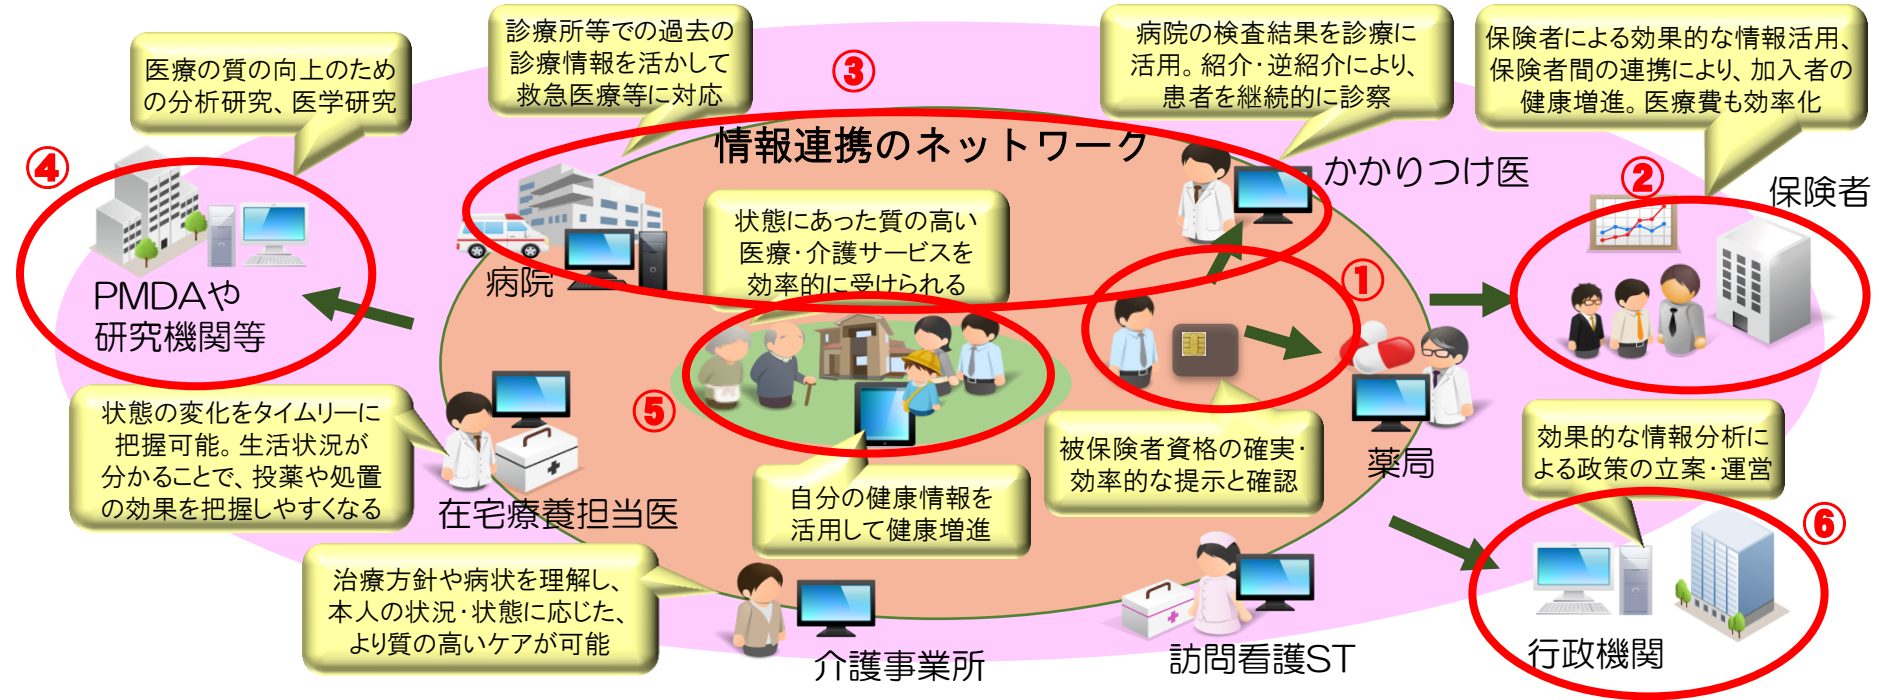 診療所等での過去の
診療情報を活かして
救急医療等に対応
③
病院の検査結果を診療に
活用。紹介・逆紹介により、
患者を継続的に診察
保険者による効果的な情報活用、
保険者間の連携により、加入者の
健康増進。医療費も効率化
医療の質の向上のため
の分析研究、医学研究
情報連携のネットワーク
④
かかりつけ医
②
保険者
状態にあった質の高い
医療・介護サービスを
効率的に受けられる
病院
①
PMDAや
研究機関等
⑤
状態の変化をタイムリーに
把握可能。生活状況が
分かることで、投薬や処置
の効果を把握しやすくなる
在宅療養担当医
自分の健康情報を
活用して健康増進
被保険者資格の確実・
効率的な提示と確認
薬局
効果的な情報分析に
よる政策の立案・運営
⑥
治療方針や病状を理解し、
本人の状況・状態に応じた、
より質の高いケアが可能
介護事業所
訪問看護ST
行政機関